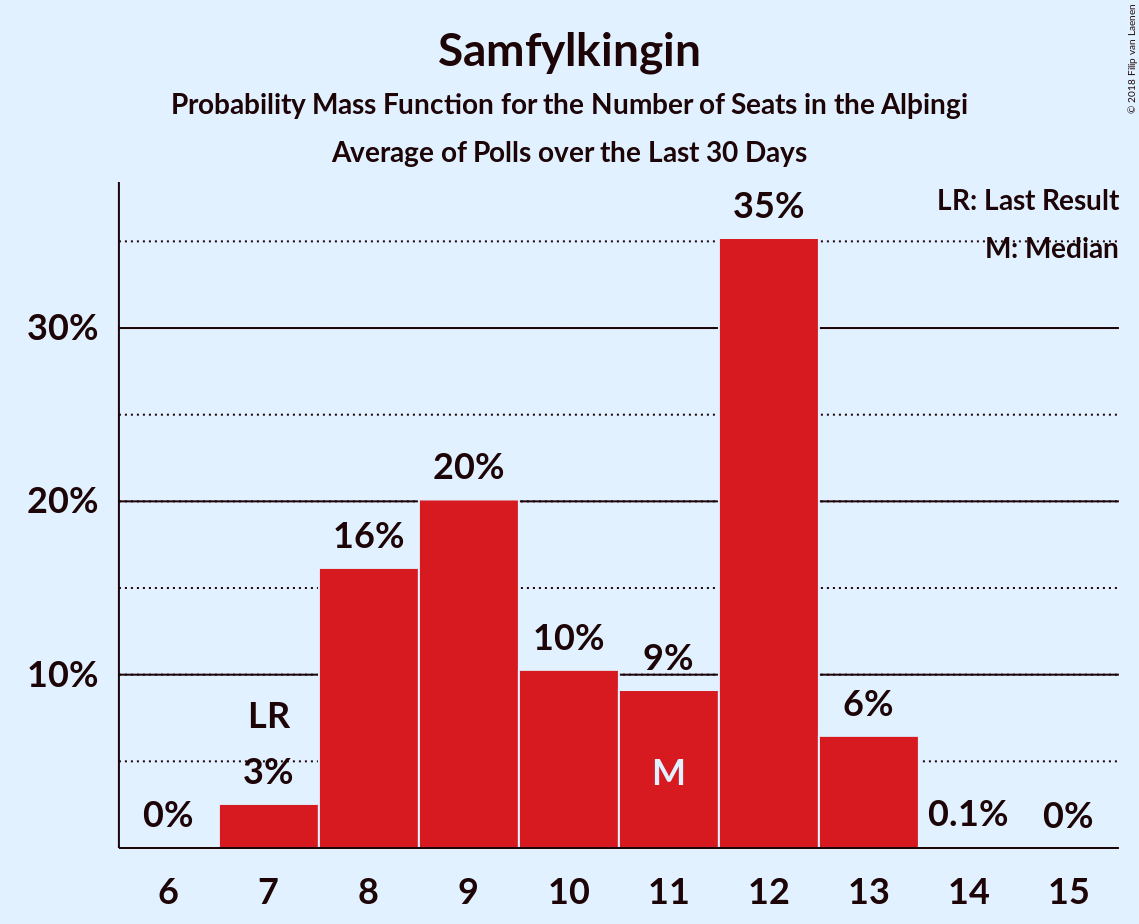 Samfylkingin
Probability Mass Function for the Number of Seats in the Alþingi
Average of Polls over the Last 30 Days
© 2018 Filip van Laenen
LR: Last Result
M: Median
35%
30%
20%
20%
16%
10%
9%
10%
6%
LR
3%
M
0%
0.1%
0%
6 7 8 9 10 11 12 13 14 15